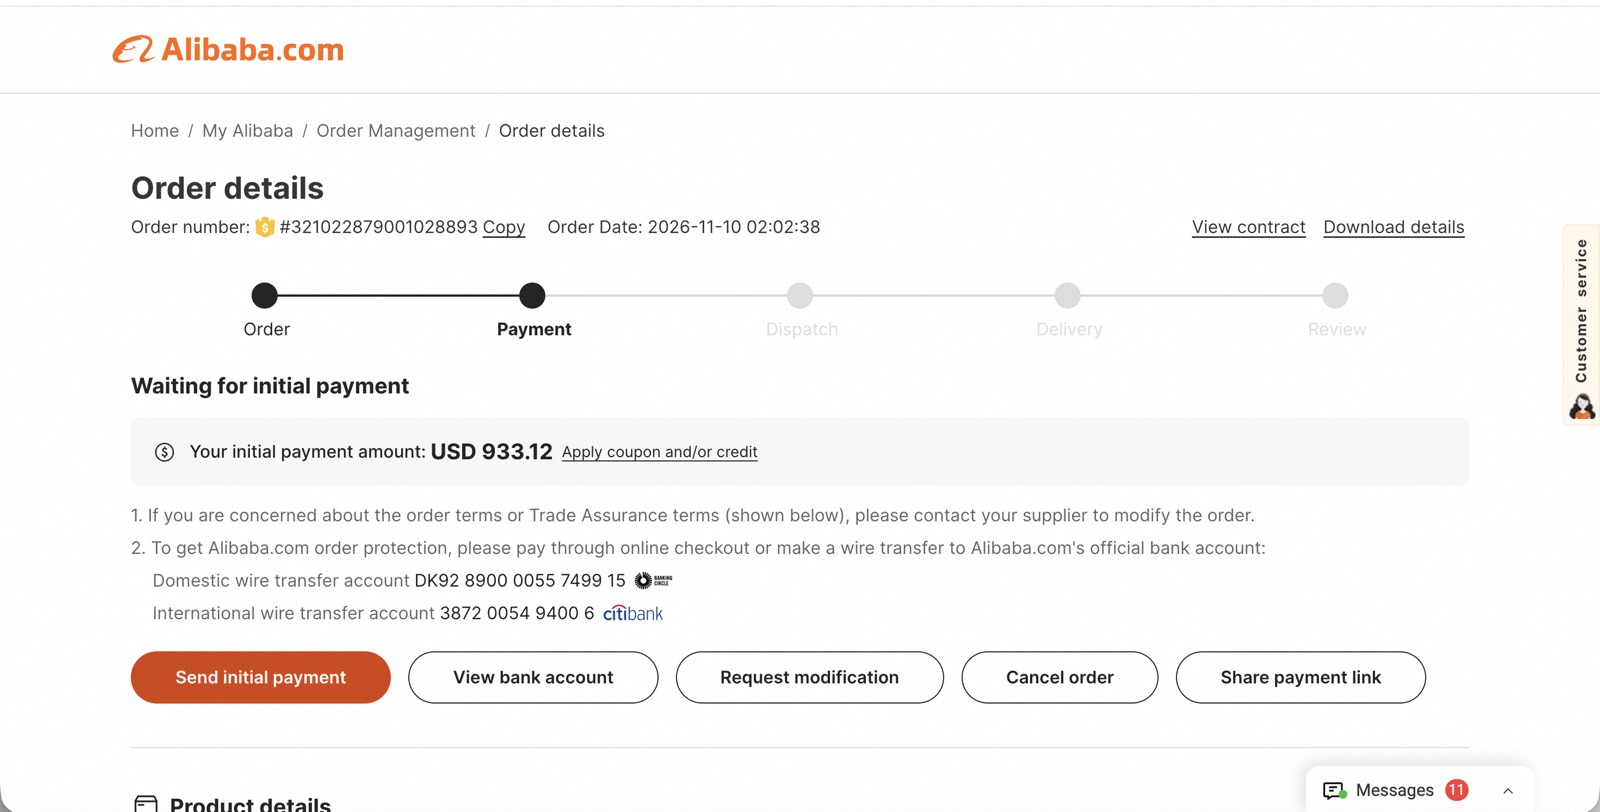 Alibaba.com
Home / My Alibaba / Order Management / Order details
Order details
Order number: $ #321022879001028893 Copy Order Date: 2026-11-10 02:02:38
View contract Download details
Order Payment Dispatch Delivery Review
Waiting for initial payment
$ Your initial payment amount: USD 933.12 Apply coupon and/or credit
1. If you are concerned about the order terms or Trade Assurance terms (shown below), please contact your supplier to modify the order.
2. To get Alibaba.com order protection, please pay through online checkout or make a wire transfer to Alibaba.com's official bank account:
Domestic wire transfer account DK92 8900 0055 7499 15 BANKING CIRCLE
International wire transfer account 3872 0054 9400 6 citibank
Send initial payment View bank account Request modification Cancel order Share payment link
Product details
Customer service
Messages 11